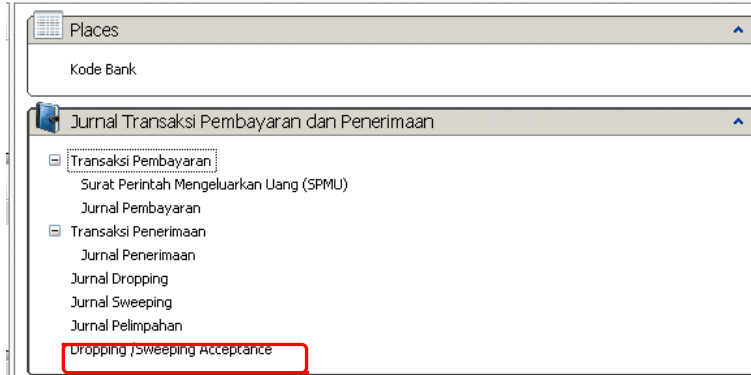 Places
Kode Bank
Jurnal Transaksi Pembayaran dan Penerimaan
Transaksi Pembayaran
Surat Perintah Mengeluarkan Uang (SPMU)
Jurnal Pembayaran
Transaksi Penerimaan
Jurnal Penerimaan
Jurnal Dropping
Jurnal Sweeping
Jurnal Pelimpahan
Dropping /Sweeping Acceptance